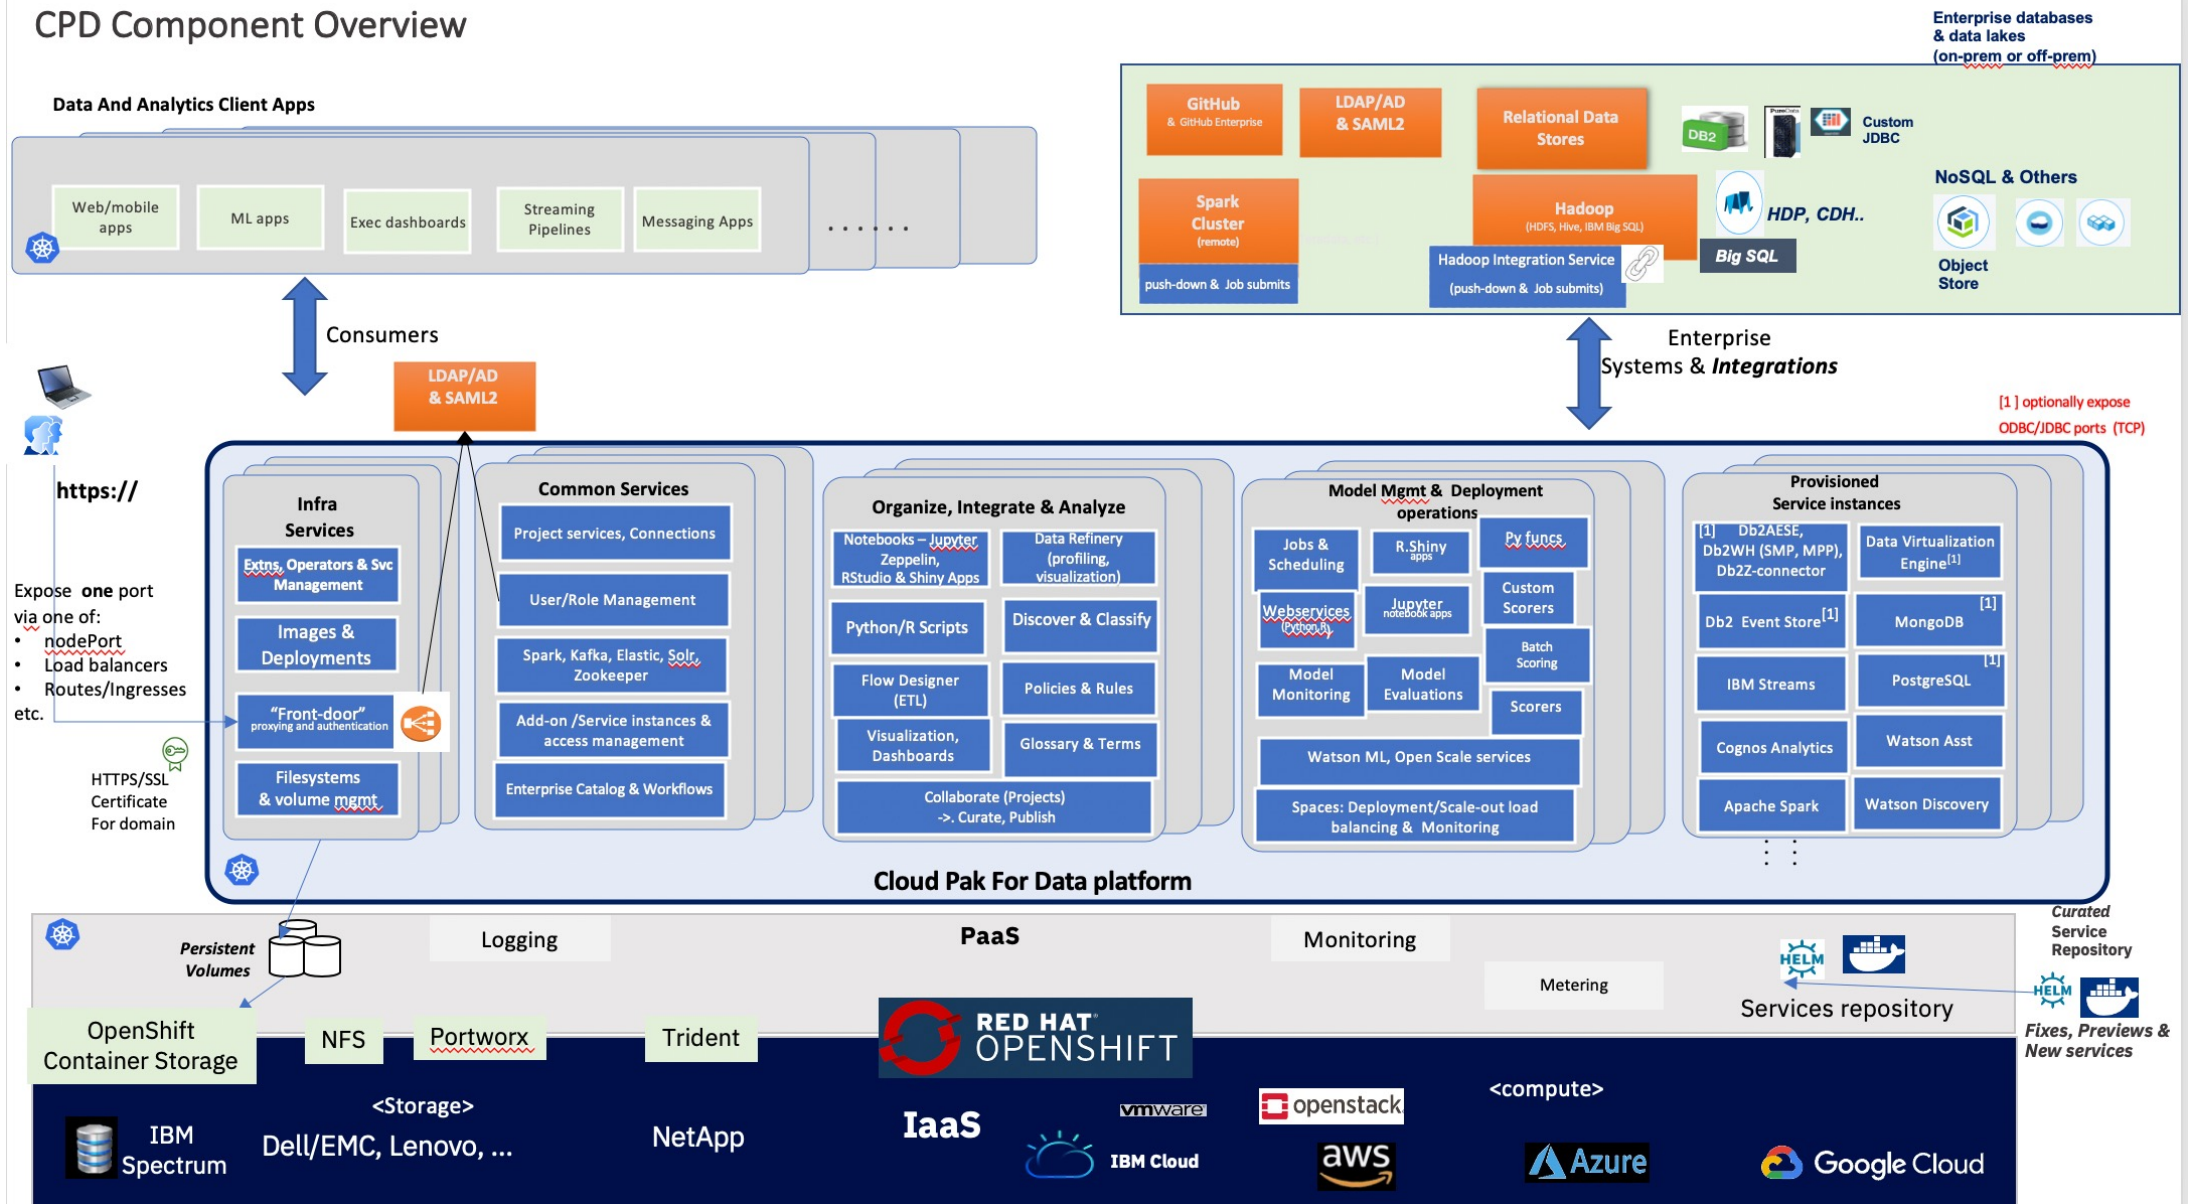 CPD Component Overview
Data And Analytics Client Apps
Web/mobile
apps
ML apps
Exec dashboards
Streaming
Pipelines
Messaging Apps
. . . . . .
Consumers
Enterprise databases
& data lakes
(on-prem or off-prem)
GitHub
& GitHub Enterprise
LDAP/AD
& SAML2
Relational Data
Stores
DB2
PureData
Custom
JDBC
Spark
Cluster
(remote)
push-down & Job submits
Hadoop
(HDFS, Hive, IBM Big SQL)
Hadoop Integration Service
(push-down & Job submits)
HDP, CDH..
Big SQL
NoSQL & Others
Object
Store
Enterprise
Systems & Integrations
[1 ] optionally expose
ODBC/JDBC ports (TCP)
LDAP/AD
& SAML2
https://
Expose one port
via one of:
• nodePort
• Load balancers
• Routes/Ingresses
etc.
HTTPS/SSL
Certificate
For domain
Infra
Services
Extns, Operators & Svc
Management
Images &
Deployments
“Front-door”
proxying and authentication
Filesystems
& volume mgmt
Common Services
Project services, Connections
User/Role Management
Spark, Kafka, Elastic, Solr,
Zookeeper
Add-on /Service instances &
access management
Enterprise Catalog & Workflows
Organize, Integrate & Analyze
Notebooks – Jupyter
Zeppelin,
RStudio & Shiny Apps
Data Refinery
(profiling,
visualization)
Python/R Scripts
Discover & Classify
Flow Designer
(ETL)
Policies & Rules
Visualization,
Dashboards
Glossary & Terms
Collaborate (Projects)
->. Curate, Publish
Model Mgmt & Deployment
operations
Jobs &
Scheduling
R.Shiny
apps
Py funcs
Webservices
(Python,R)
Jupyter
notebook apps
Custom
Scorers
Batch
Scoring
Model
Monitoring
Model
Evaluations
Scorers
Watson ML, Open Scale services
Spaces: Deployment/Scale-out load
balancing & Monitoring
Provisioned
Service instances
[1] Db2AESE,
Db2WH (SMP, MPP),
Db2Z-connector
Data Virtualization
Engine[1]
Db2 Event Store[1]
[1]
MongoDB
IBM Streams
[1]
PostgreSQL
Cognos Analytics
Watson Asst
Apache Spark
Watson Discovery
Cloud Pak For Data platform
Persistent
Volumes
Logging
PaaS
Monitoring
Metering
HELM
Services repository
Curated
Service
Repository
HELM
Fixes, Previews &
New services
OpenShift
Container Storage
NFS
Portworx
Trident
RED HAT®
OPENSHIFT
<Storage>
IBM
Spectrum
Dell/EMC, Lenovo, ...
NetApp
IaaS
vmware
IBM Cloud
openstack.
aws
<compute>
Azure
Google Cloud